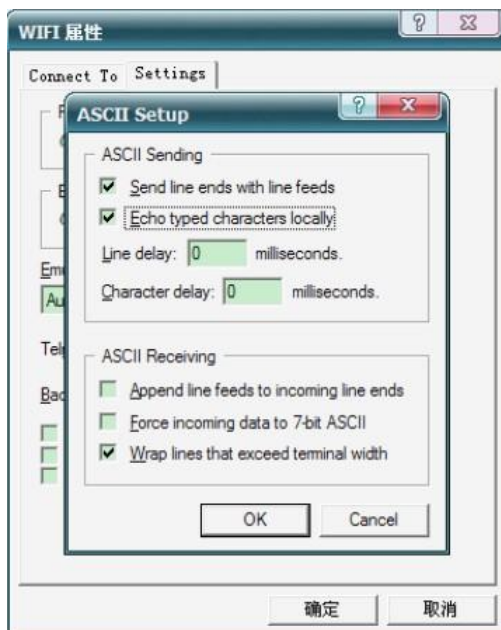 WIFI 属性
Connect To Settings
ASCII Setup
ASCII Sending
Send line ends with line feeds
Echo typed characters locally
Line delay: 0 milliseconds.
Character delay: 0 milliseconds.
ASCII Receiving
Append line feeds to incoming line ends
Force incoming data to 7-bit ASCII
Wrap lines that exceed terminal width
OK Cancel
确定 取消